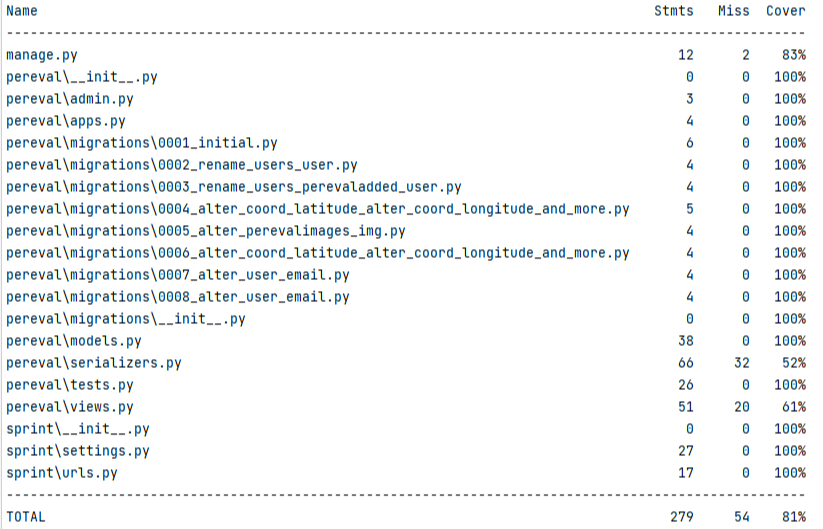 Name Stmts Miss Cover
--------------------------------------------------------------------------------------------
manage.py 12 2 83%
pereval\__init__.py 0 0 100%
pereval\admin.py 3 0 100%
pereval\apps.py 4 0 100%
pereval\migrations\0001_initial.py 6 0 100%
pereval\migrations\0002_rename_users_user.py 4 0 100%
pereval\migrations\0003_rename_users_perevaladded_user.py 4 0 100%
pereval\migrations\0004_alter_coord_latitude_alter_coord_longitude_and_more.py 5 0 100%
pereval\migrations\0005_alter_perevalimages_img.py 4 0 100%
pereval\migrations\0006_alter_coord_latitude_alter_coord_longitude_and_more.py 4 0 100%
pereval\migrations\0007_alter_user_email.py 4 0 100%
pereval\migrations\0008_alter_user_email.py 4 0 100%
pereval\migrations\__init__.py 0 0 100%
pereval\models.py 38 0 100%
pereval\serializers.py 66 32 52%
pereval\tests.py 26 0 100%
pereval\views.py 51 20 61%
sprint\__init__.py 0 0 100%
sprint\settings.py 27 0 100%
sprint\urls.py 17 0 100%
--------------------------------------------------------------------------------------------
TOTAL 279 54 81%